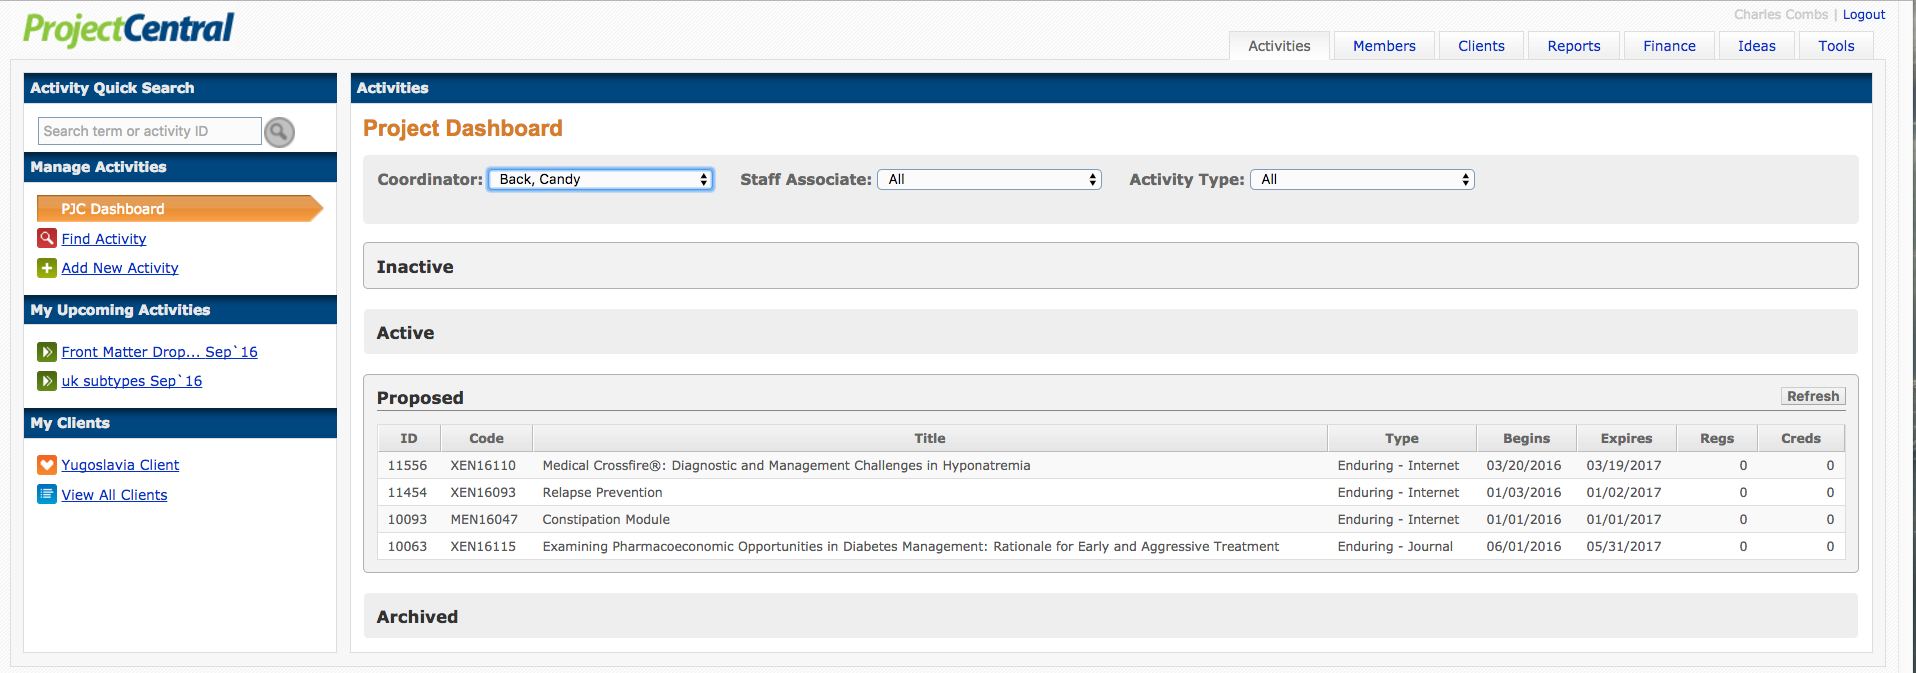 ProjectCentral
Charles Combs | Logout
Activities Members Clients Reports Finance Ideas Tools
Activity Quick Search
Search term or activity ID
Manage Activities
PJC Dashboard
Find Activity
Add New Activity
My Upcoming Activities
Front Matter Drop... Sep`16
uk subtypes Sep`16
My Clients
Yugoslavia Client
View All Clients
Activities
Project Dashboard
Coordinator: Back, Candy Staff Associate: All Activity Type: All
Inactive
Active
Proposed Refresh
ID Code Title Type Begins Expires Regs Creds
11556 XEN16110 Medical Crossfire®: Diagnostic and Management Challenges in Hyponatremia Enduring - Internet 03/20/2016 03/19/2017 0 0
11454 XEN16093 Relapse Prevention Enduring - Internet 01/03/2016 01/02/2017 0 0
10093 MEN16047 Constipation Module Enduring - Internet 01/01/2016 01/01/2017 0 0
10063 XEN16115 Examining Pharmacoeconomic Opportunities in Diabetes Management: Rationale for Early and Aggressive Treatment Enduring - Journal 06/01/2016 05/31/2017 0 0
Archived